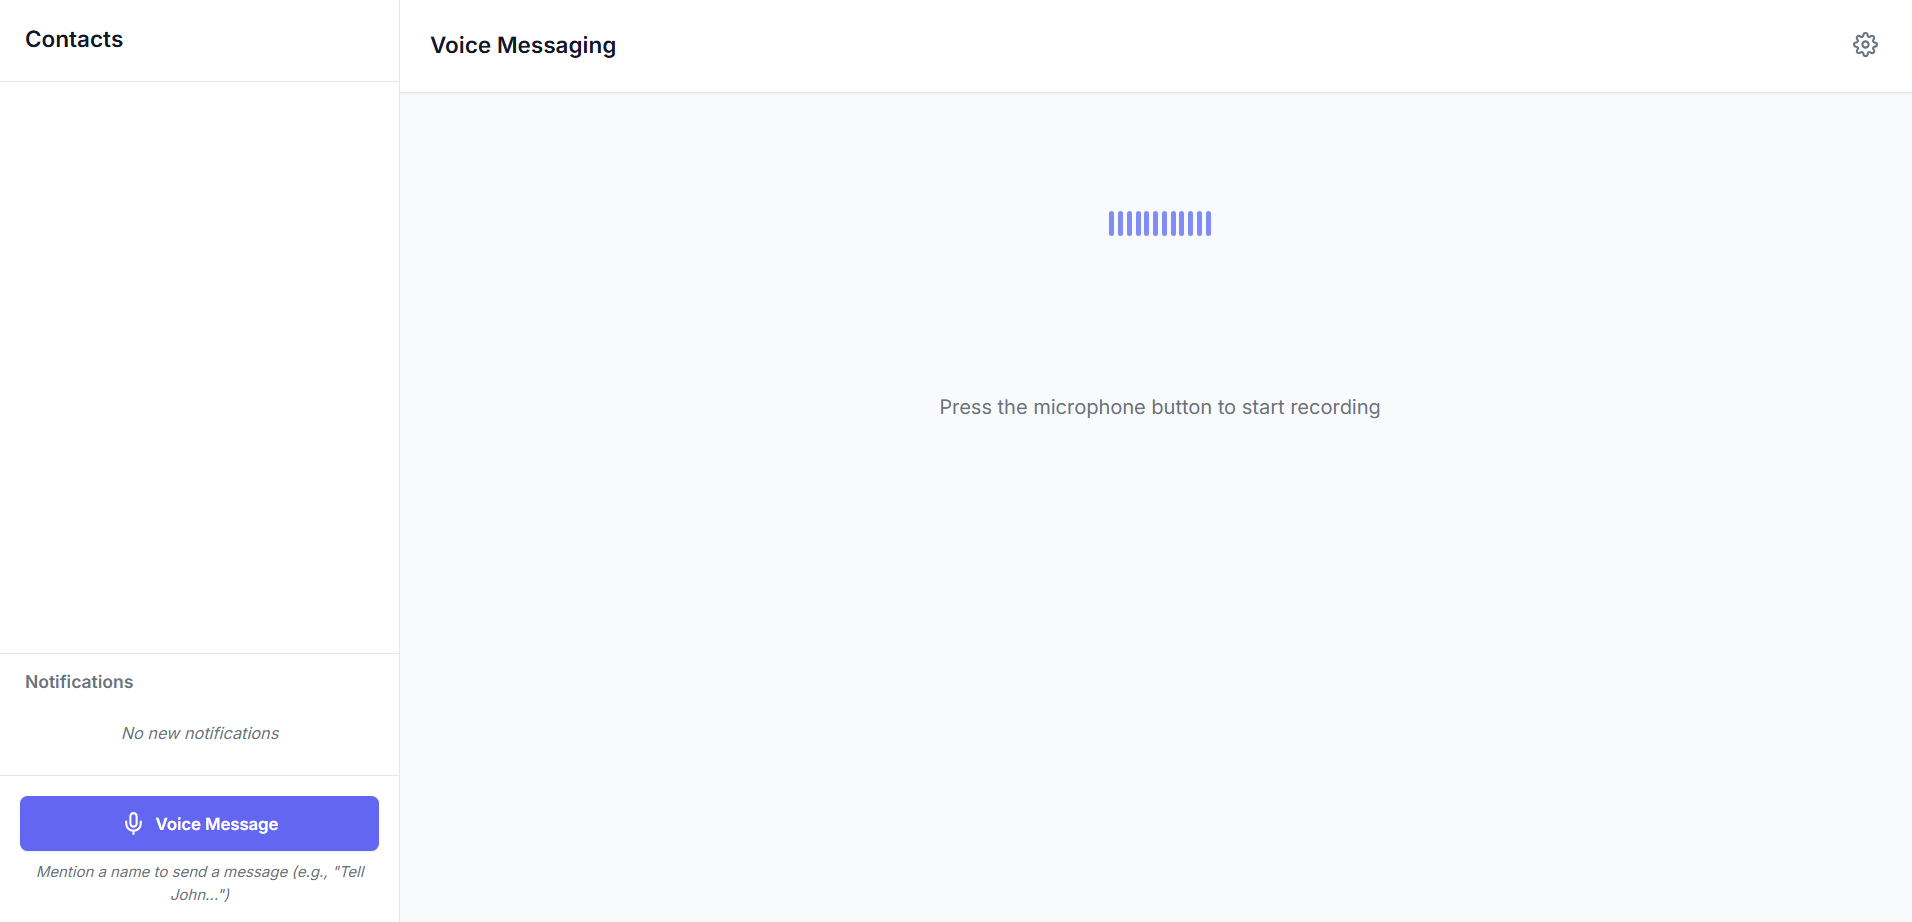 Contacts
Voice Messaging
Press the microphone button to start recording
Notifications
No new notifications
Voice Message
Mention a name to send a message (e.g., "Tell
John...")